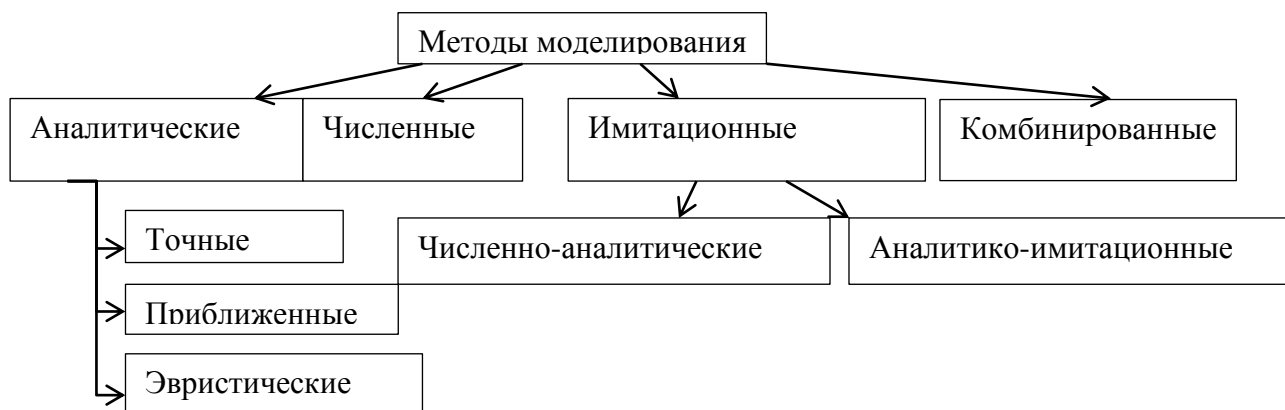 Методы моделирования
Аналитические
Численные
Имитационные
Комбинированные
Точные
Численно-аналитические
Аналитико-имитационные
Приближенные
Эвристические